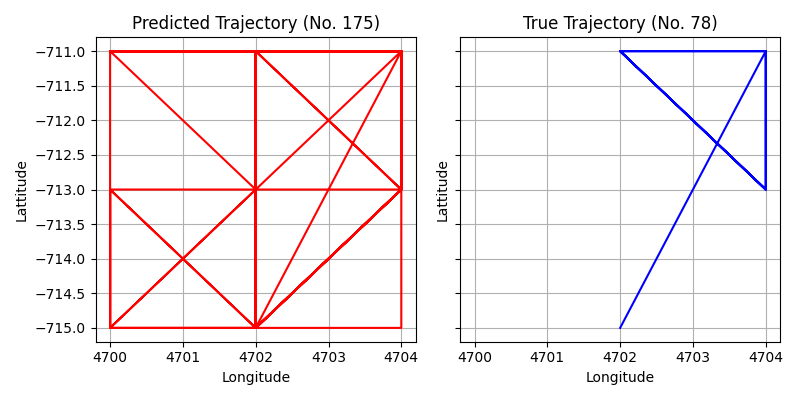 Predicted Trajectory (No. 175)
True Trajectory (No. 78)
−711.0
−711.5
−712.0
−712.5
−713.0
−713.5
−714.0
−714.5
−715.0
Lattitude
Lattitude
4700 4701 4702 4703 4704
4700 4701 4702 4703 4704
Longitude
Longitude